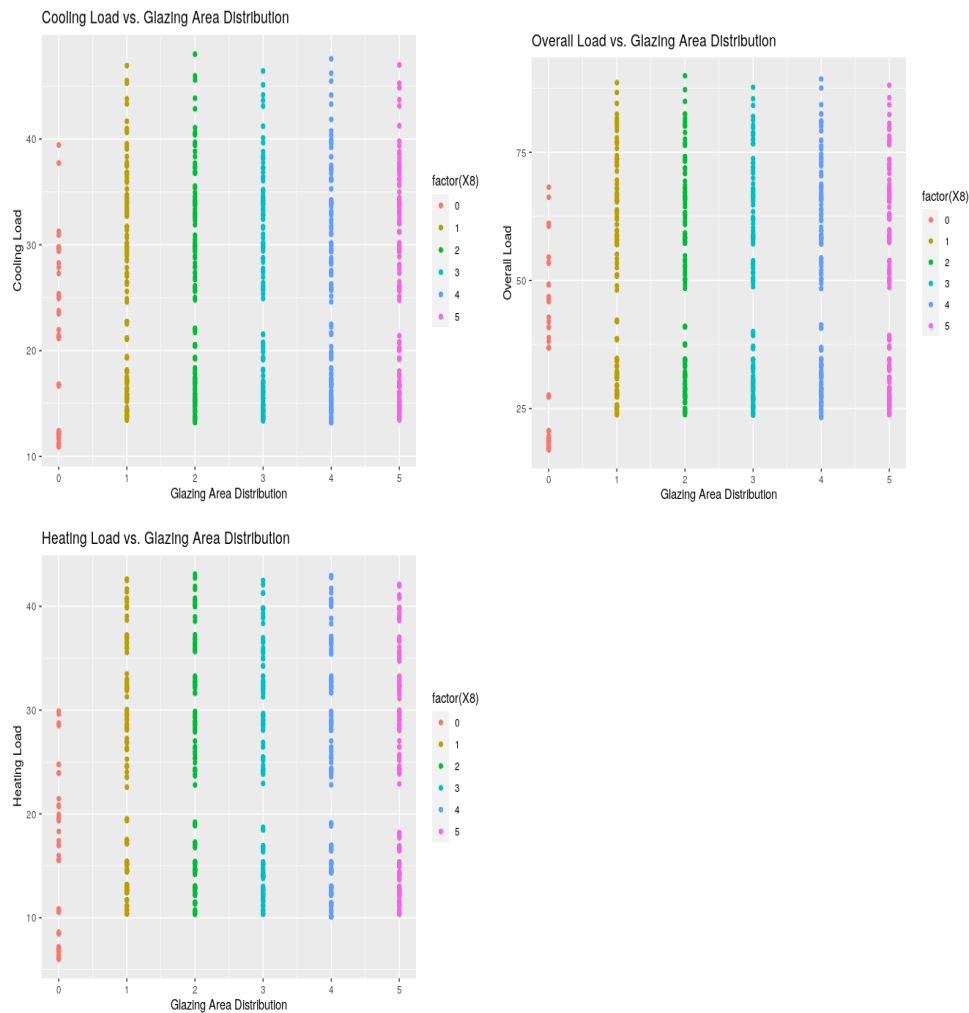 Cooling Load vs. Glazing Area Distribution
40
30
20
10
Cooling Load
0 1 2 3 4 5
Glazing Area Distribution
factor(X8)
0
1
2
3
4
5
Overall Load vs. Glazing Area Distribution
75
50
25
Overall Load
0 1 2 3 4 5
Glazing Area Distribution
factor(X8)
0
1
2
3
4
5
Heating Load vs. Glazing Area Distribution
40
30
20
10
Heating Load
0 1 2 3 4 5
Glazing Area Distribution
factor(X8)
0
1
2
3
4
5